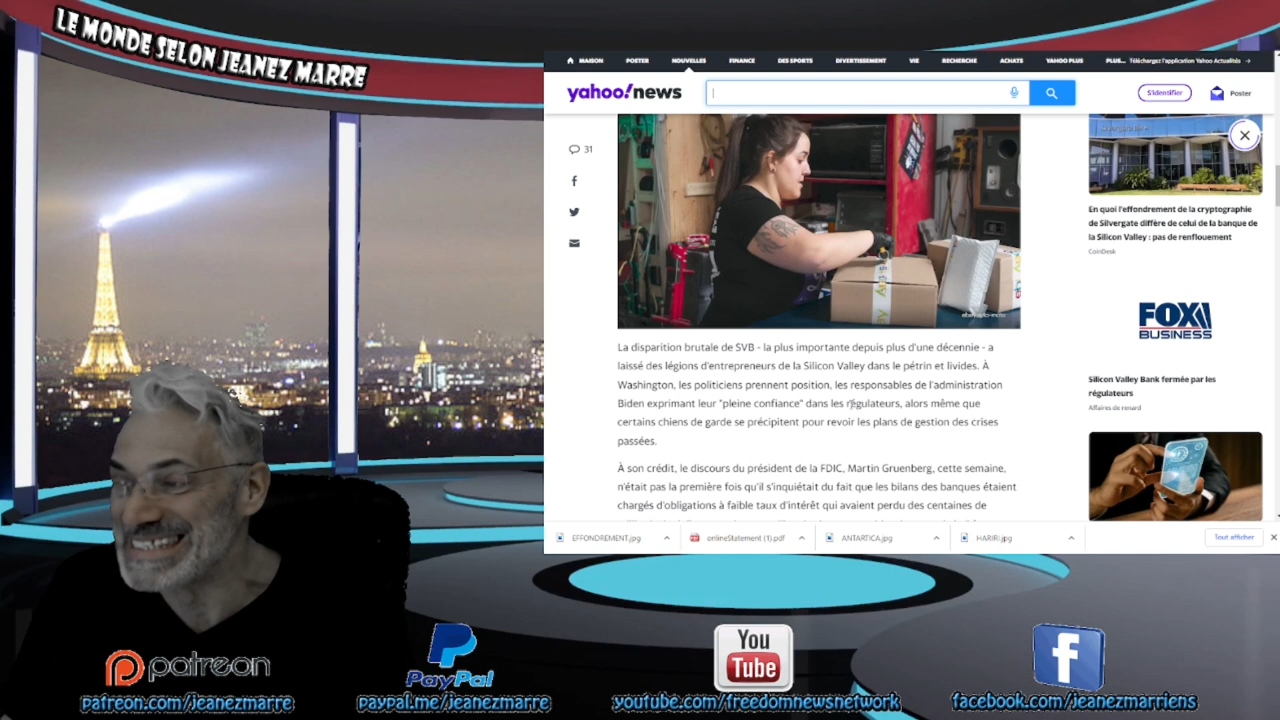 LE MONDE SELON JEANEZ MARRE
MAISON POSTER NOUVELLES FINANCE DES SPORTS DIVERTISSEMENT VIE RECHERCHE ACHATS YAHOO PLUS PLUS... Téléchargez l'application Yahoo Actualités →
yahoo!news
S'identifier
Poster
31
La disparition brutale de SVB - la plus importante depuis plus d'une décennie - a
laissé des légions d'entrepreneurs de la Silicon Valley dans le pétrin et livides. À
Washington, les politiciens prennent position, les responsables de l'administration
Biden exprimant leur "pleine confiance" dans les régulateurs, alors même que
certains chiens de garde se précipitent pour revoir les plans de gestion des crises
passées.
À son crédit, le discours du président de la FDIC, Martin Gruenberg, cette semaine,
n'était pas la première fois qu'il s'inquiétait du fait que les bilans des banques étaient
chargés d'obligations à faible taux d'intérêt qui avaient perdu des centaines de
En quoi l'effondrement de la cryptographie
de Silvergate diffère de celui de la banque de
la Silicon Valley : pas de renflouement
CoinDesk
FOX
BUSINESS
Silicon Valley Bank fermée par les
régulateurs
Affaires de renard
EFFONDREMENT.jpg
onlineStatement (1).pdf
ANTARTICA.jpg
HARIRI.jpg
Tout afficher
patreon
patreon.com/jeanezmarre
PayPal
paypal.me/jeanezmarre
You
Tube
youtube.com/freedomnewsnetwork
f
facebook.com/jeanezmarriens